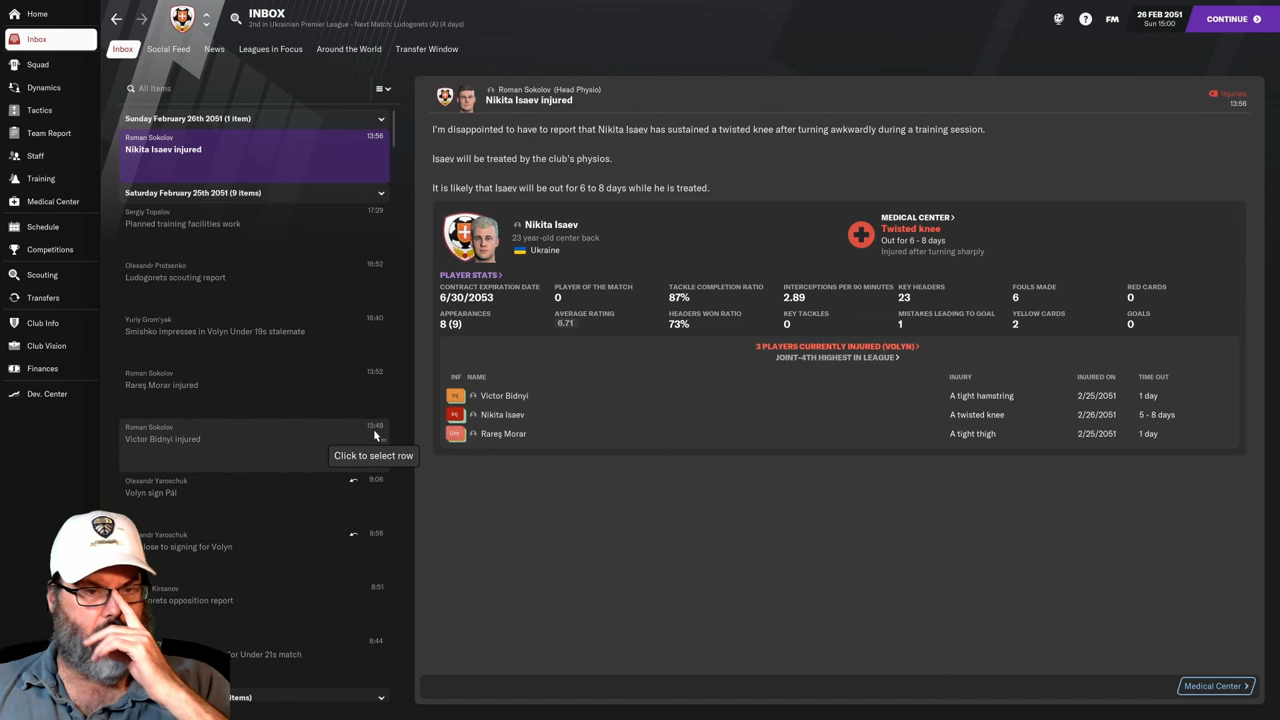 Home
Inbox
Squad
Dynamics
Tactics
Team Report
Staff
Training
Medical Center
Schedule
Competitions
Scouting
Transfers
Club Info
Club Vision
Finances
Dev. Center
INBOX
2nd in Ukrainian Premier League - Next Match: Ludogorets (A) (4 days)
FM
26 FEB 2051
Sun 15:00
CONTINUE
Inbox
Social Feed
News
Leagues in Focus
Around the World
Transfer Window
All Items
Sunday February 26th 2051 (1 item)
Roman Sokolov
13:56
Nikita Isaev injured
Saturday February 25th 2051 (9 items)
Sergiy Topalov
17:29
Planned training facilities work
Olexandr Protsenko
16:52
Ludogorets scouting report
Yuriy Grom'yak
16:40
Smishko impresses in Volyn Under 19s stalemate
Roman Sokolov
13:52
Rareş Morar injured
Roman Sokolov
13:49
Victor Bidnyi injured
Click to select row
Olexandr Yaroschuk
9:06
Volyn sign Pál
Yaroschuk
8:56
to signing for Volyn
Kirsanov
8:51
opposition report
8:44
for Under 21s match
items)
Roman Sokolov (Head Physio)
Nikita Isaev injured
Injuries
13:56
I'm disappointed to have to report that Nikita Isaev has sustained a twisted knee after turning awkwardly during a training session.
Isaev will be treated by the club's physios.
It is likely that Isaev will be out for 6 to 8 days while he is treated.
Nikita Isaev
23 year-old center back
Ukraine
MEDICAL CENTER >
Twisted knee
Out for 6 - 8 days
Injured after turning sharply
PLAYER STATS >
CONTRACT EXPIRATION DATE
6/30/2053
PLAYER OF THE MATCH
0
TACKLE COMPLETION RATIO
87%
INTERCEPTIONS PER 90 MINUTES
2.89
KEY HEADERS
23
FOULS MADE
6
RED CARDS
0
APPEARANCES
8 (9)
AVERAGE RATING
6.71
HEADERS WON RATIO
73%
KEY TACKLES
0
MISTAKES LEADING TO GOAL
1
YELLOW CARDS
2
GOALS
0
3 PLAYERS CURRENTLY INJURED (VOLYN) >
JOINT-4TH HIGHEST IN LEAGUE >
INF NAME
INJURY
INJURED ON
TIME OUT
Inj Victor Bidnyi
A tight hamstring
2/25/2051
1 day
Inj Nikita Isaev
A twisted knee
2/26/2051
5 - 8 days
Unf Rareş Morar
A tight thigh
2/25/2051
1 day
Medical Center >